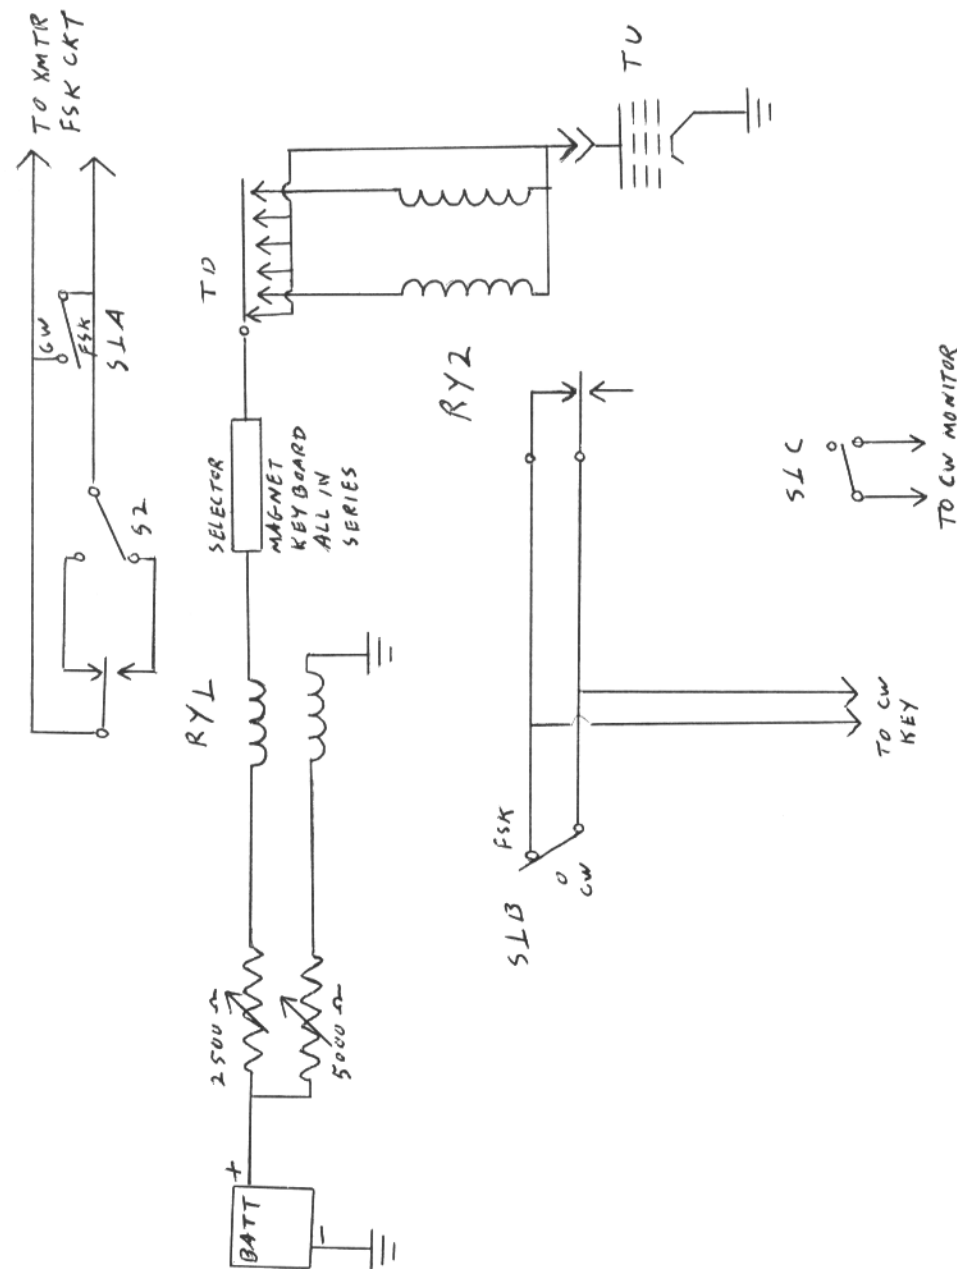 TO XMTR
FSK CKT
CW
FSK
S1A
S2
TD
TU
RY1
SELECTOR
MAGNET
KEYBOARD
ALL IN
SERIES
RY2
2500 Ω
5000 Ω
+
BATT
-
S1B
FSK
CW
TO CW
KEY
S1C
TO CW MONITOR